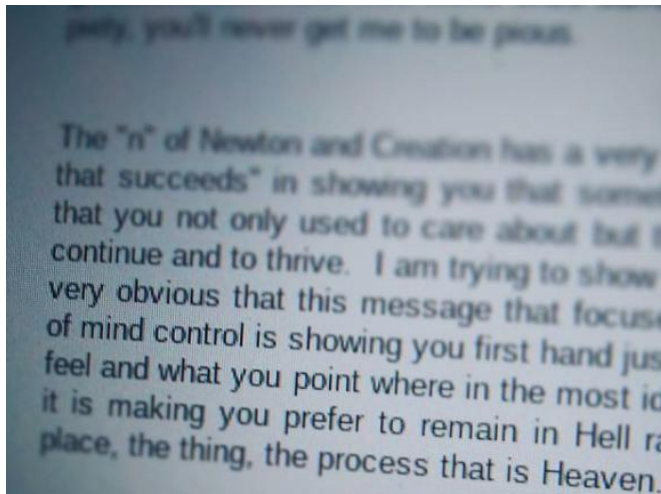 piety, you'll never get me to be pious.
The "n" of Newton and Creation has a very
that succeeds" in showing you that some
that you not only used to care about but
continue and to thrive. I am trying to show
very obvious that this message that focus
of mind control is showing you first hand jus
feel and what you point where in the most id
it is making you prefer to remain in Hell ra
place, the thing, the process that is Heaven.